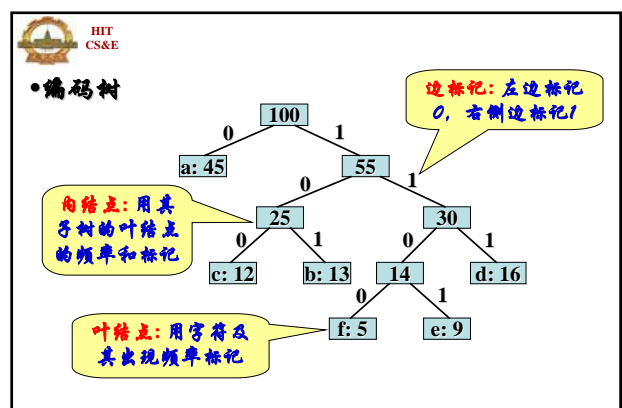 HIT
CS&E
•编码树
边标记: 左边标记
0, 右侧边标记1
100
0 1
a: 45 55
0 1
内结点: 用其
子树的叶结点
的频率和标记
25 30
0 1 0 1
c: 12 b: 13 14 d: 16
0 1
叶结点: 用字符及
其出现频率标记
f: 5 e: 9